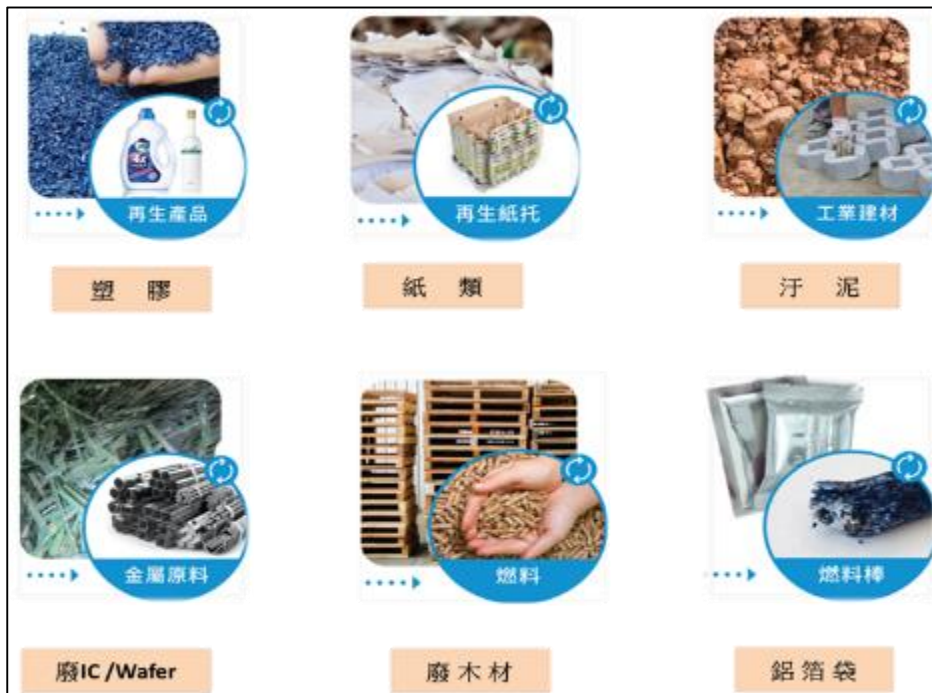 再生產品
再生紙托
工業建材
塑膠
紙類
汙泥
金屬原料
燃料
燃料棒
廢IC/Wafer
廢木材
鋁箔袋